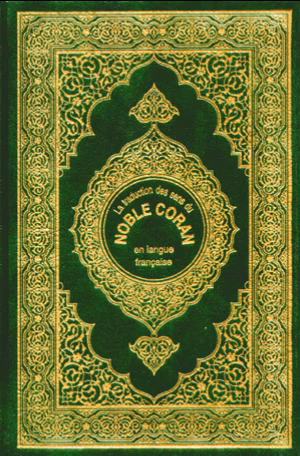 La traduction des sens du
NOBLE CORAN
en langue
française